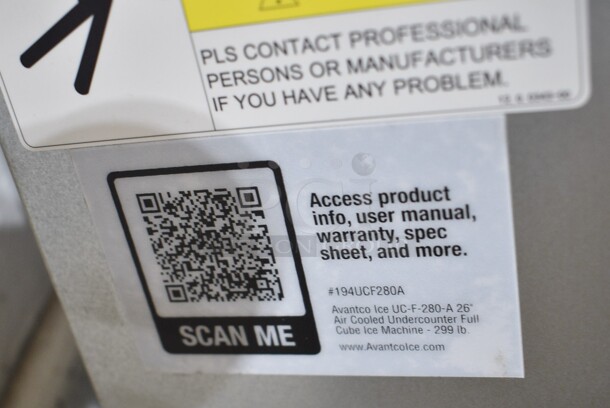 PLS CONTACT PROFESSIONAL
PERSONS OR MANUFACTURERS
IF YOU HAVE ANY PROBLEM.
Access product
info, user manual,
warranty, spec
sheet, and more.
#194UCF280A
Avantco Ice UC-F-280-A 26"
Air Cooled Undercounter Full
Cube Ice Machine - 299 lb.
www.AvantcoIce.com
SCAN ME